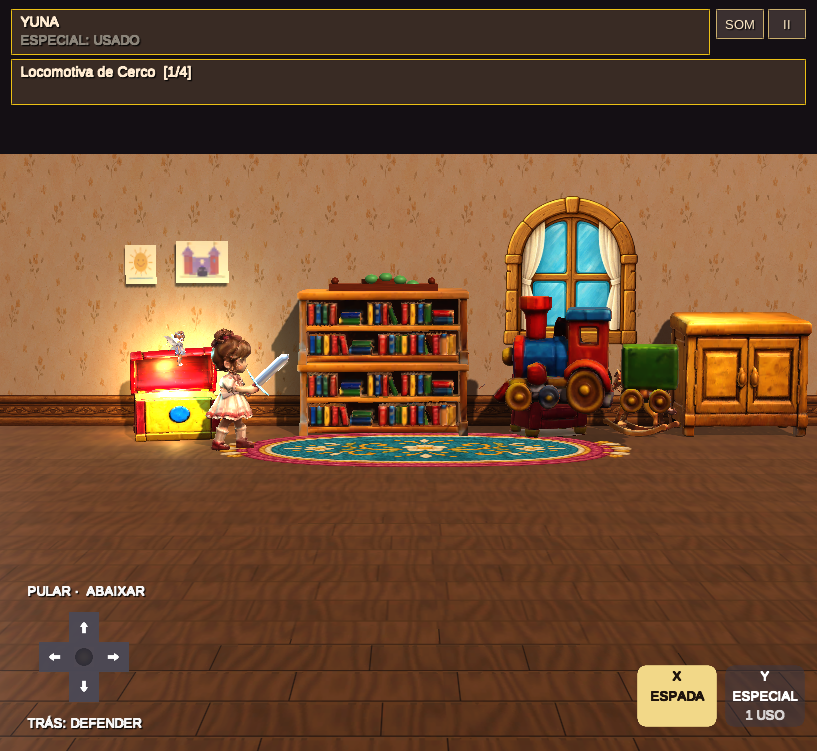 YUNA
ESPECIAL: USADO
SOM
II
Locomotiva de Cerco [1/4]
PULAR · ABAIXAR
TRÁS: DEFENDER
X
ESPADA
Y
ESPECIAL
1 USO